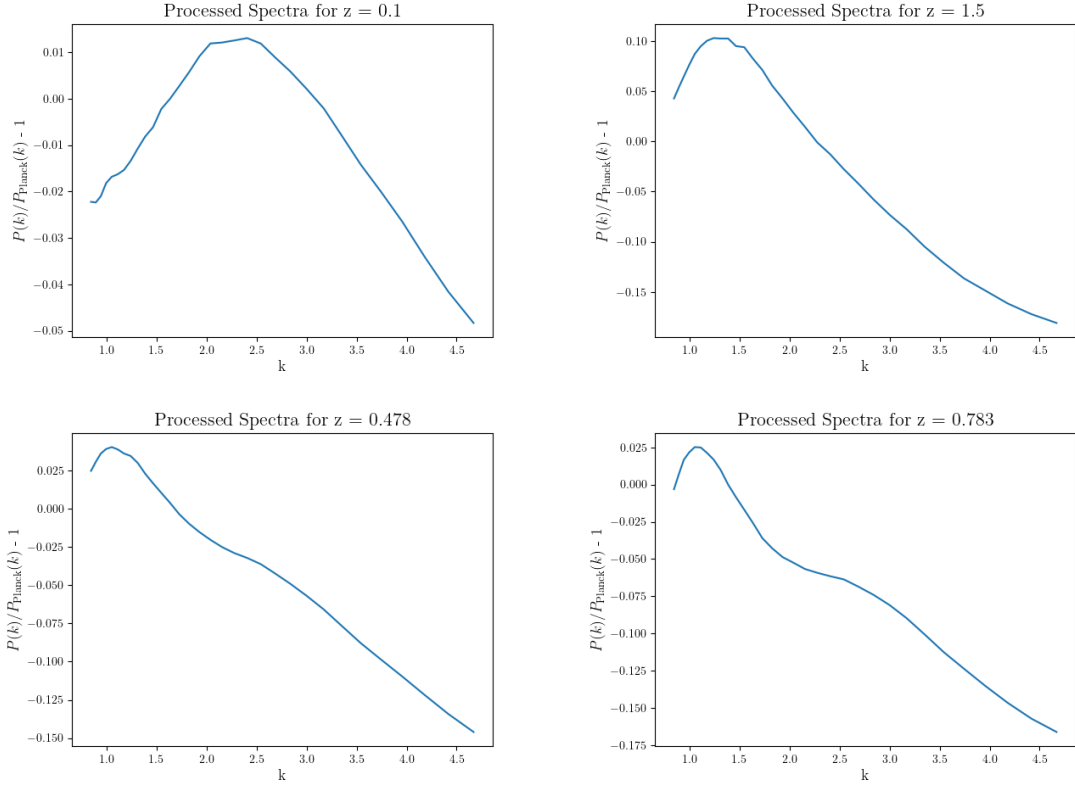 Processed Spectra for z = 0.1
0.01
0.00
−0.01
−0.02
−0.03
−0.04
−0.05
P(k)/P_Planck(k) - 1
1.0 1.5 2.0 2.5 3.0 3.5 4.0 4.5
k
Processed Spectra for z = 1.5
0.10
0.05
0.00
−0.05
−0.10
−0.15
P(k)/P_Planck(k) - 1
1.0 1.5 2.0 2.5 3.0 3.5 4.0 4.5
k
Processed Spectra for z = 0.478
0.025
0.000
−0.025
−0.050
−0.075
−0.100
−0.125
−0.150
P(k)/P_Planck(k) - 1
1.0 1.5 2.0 2.5 3.0 3.5 4.0 4.5
k
Processed Spectra for z = 0.783
0.025
0.000
−0.025
−0.050
−0.075
−0.100
−0.125
−0.150
−0.175
P(k)/P_Planck(k) - 1
1.0 1.5 2.0 2.5 3.0 3.5 4.0 4.5
k